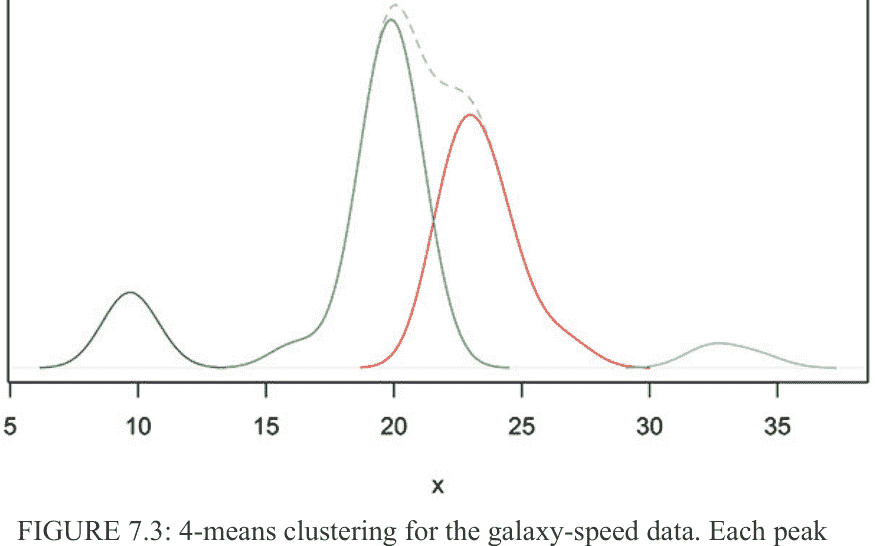 5 10 15 20 25 30 35
x
FIGURE 7.3: 4-means clustering for the galaxy-speed data. Each peak